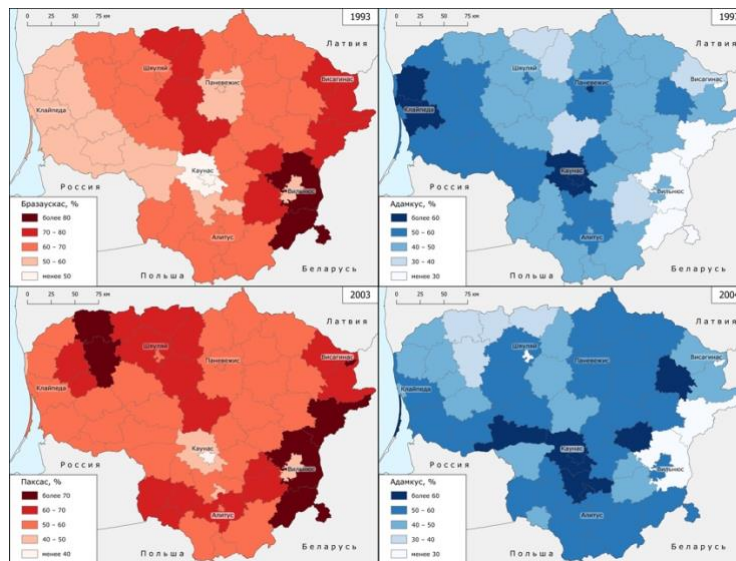 0 25 50 75 км
1993
Латвия
Шяуляй
Паневежис
Висагинас
Клайпеда
Каунас
Вильнюс
Россия
Алитус
Польша
Беларусь
Бразаускас, %
более 80
70 – 80
60 – 70
50 – 60
менее 50
0 25 50 75 км
1997
Латвия
Шяуляй
Паневежис
Висагинас
Клайпеда
Каунас
Вильнюс
Россия
Алитус
Польша
Беларусь
Адамкус, %
более 60
50 – 60
40 – 50
30 – 40
менее 30
0 25 50 75 км
2003
Латвия
Шяуляй
Паневежис
Висагинас
Клайпеда
Каунас
Вильнюс
Россия
Алитус
Польша
Беларусь
Паксас, %
более 70
60 – 70
50 – 60
40 – 50
менее 40
0 25 50 75 км
2004
Латвия
Шяуляй
Паневежис
Висагинас
Клайпеда
Каунас
Вильнюс
Россия
Алитус
Польша
Беларусь
Адамкус, %
более 60
50 – 60
40 – 50
30 – 40
менее 30